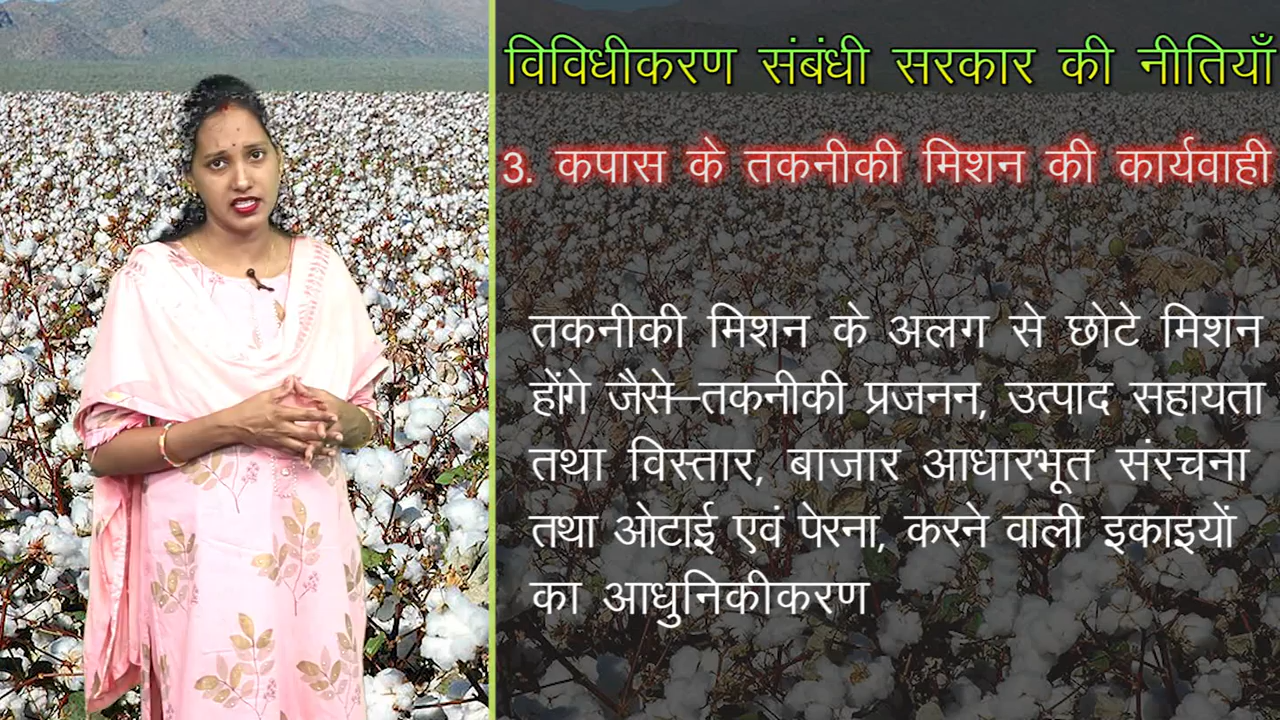 विविधीकरण संबंधी सरकार की नीतियाँ
3. कपास के तकनीकी मिशन की कार्यवाही
तकनीकी मिशन के अलग से छोटे मिशन
होंगे जैसे–तकनीकी प्रजनन, उत्पाद सहायता
तथा विस्तार, बाजार आधारभूत संरचना
तथा ओटाई एवं पेरना, करने वाली इकाइयों
का आधुनिकीकरण